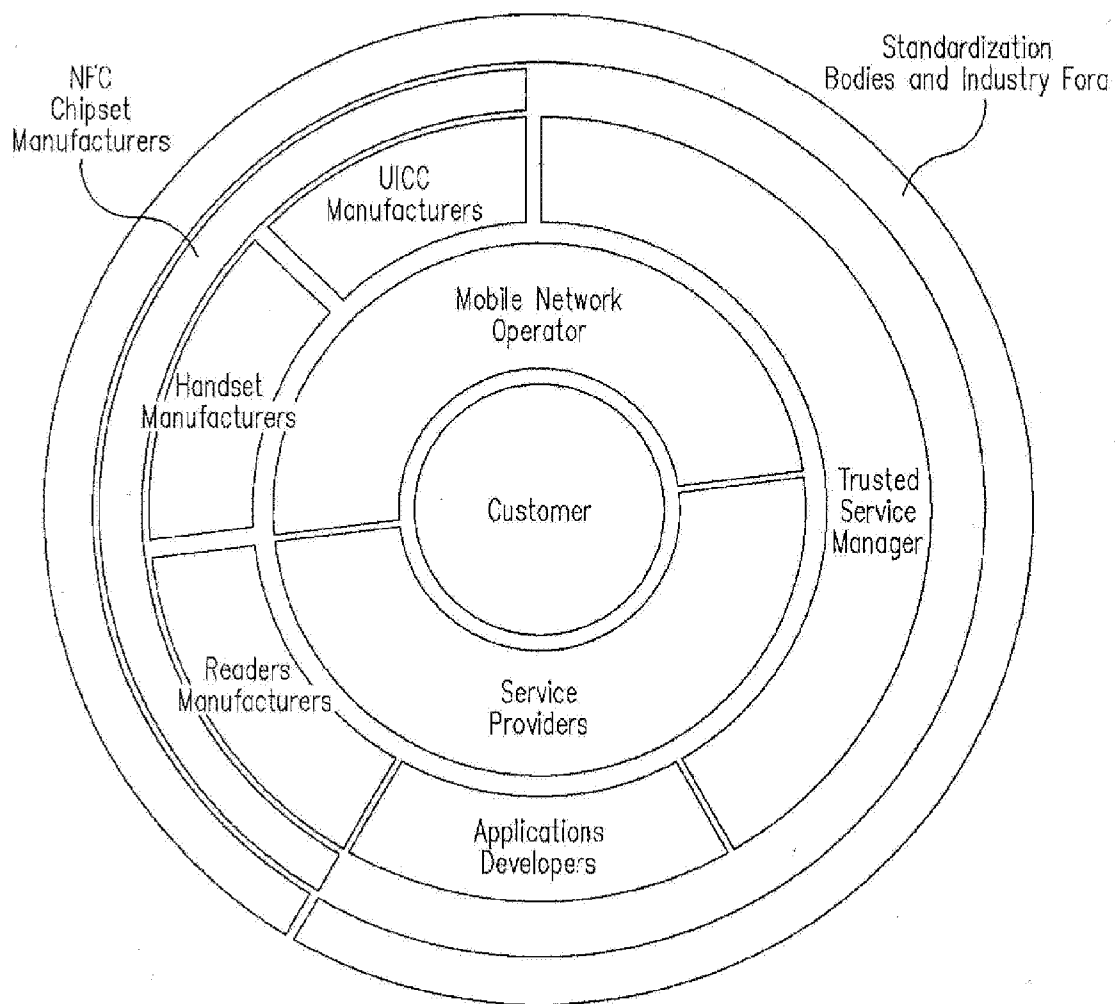 Standardization
Bodies and Industry Fora
NFC
Chipset
Manufacturers
UICC
Manufacturers
Mobile Network
Operator
Handset
Manufacturers
Customer
Trusted
Service
Manager
Readers
Manufacturers
Service
Providers
Applications
Developers